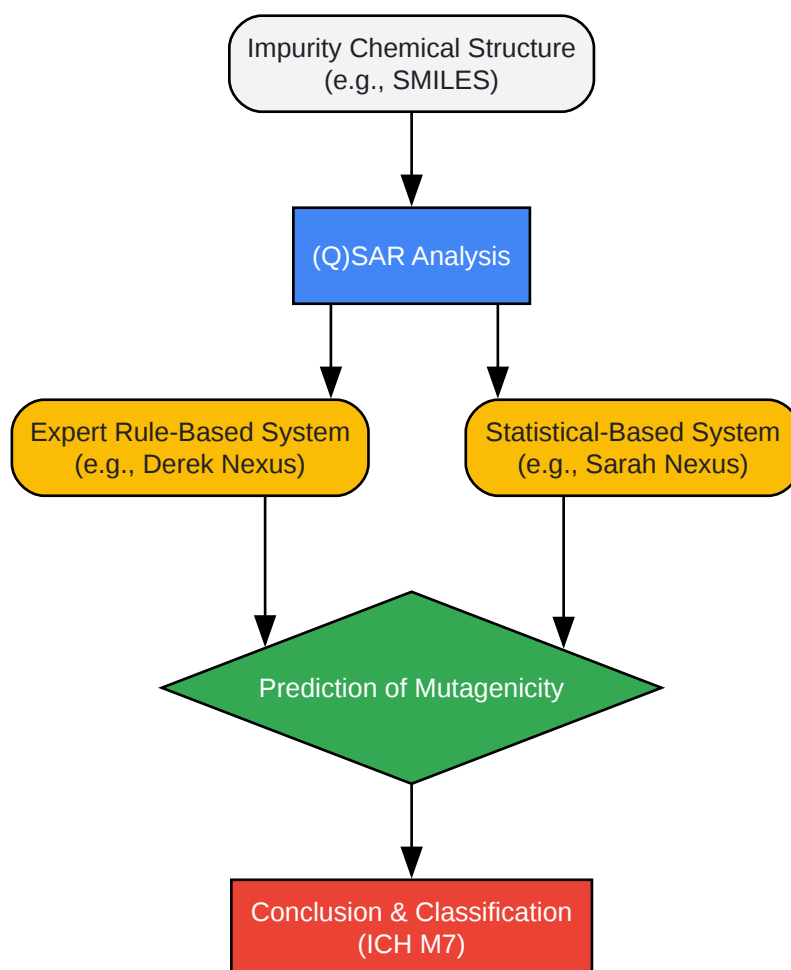 Impurity Chemical Structure
(e.g., SMILES)
(Q)SAR Analysis
Expert Rule-Based System
(e.g., Derek Nexus)
Statistical-Based System
(e.g., Sarah Nexus)
Prediction of Mutagenicity
Conclusion & Classification
(ICH M7)